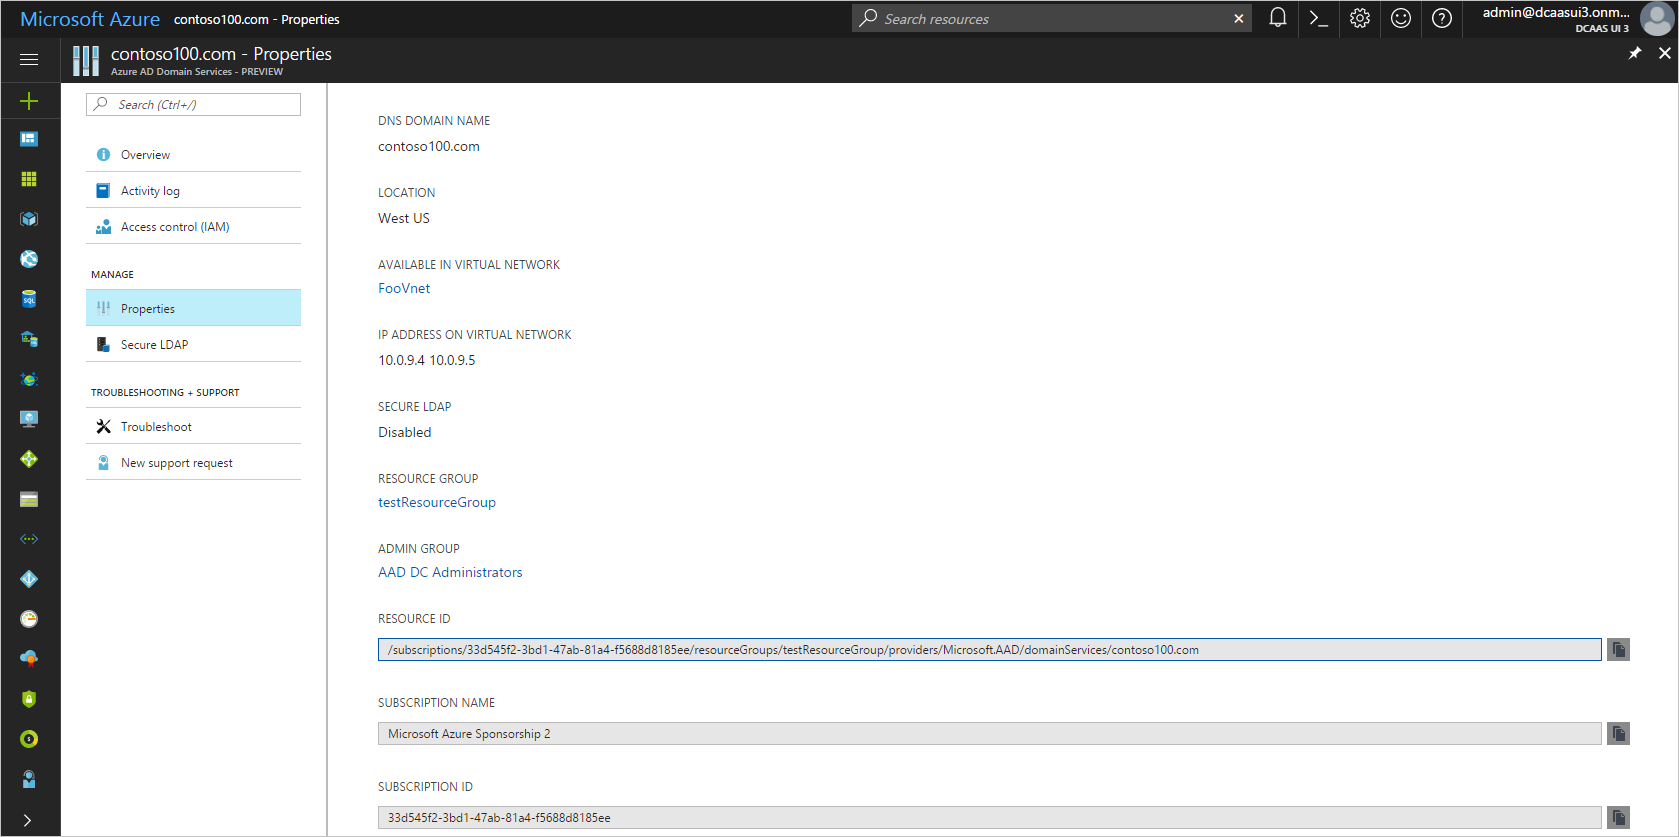 Microsoft Azure contoso100.com - Properties
Search resources
admin@dcaasui3.onm...
DCAAS UI 3
contoso100.com - Properties
Azure AD Domain Services - PREVIEW
Search (Ctrl+/)
Overview
Activity log
Access control (IAM)
MANAGE
Properties
Secure LDAP
TROUBLESHOOTING + SUPPORT
Troubleshoot
New support request
DNS DOMAIN NAME
contoso100.com
LOCATION
West US
AVAILABLE IN VIRTUAL NETWORK
FooVnet
IP ADDRESS ON VIRTUAL NETWORK
10.0.9.4 10.0.9.5
SECURE LDAP
Disabled
RESOURCE GROUP
testResourceGroup
ADMIN GROUP
AAD DC Administrators
RESOURCE ID
/subscriptions/33d545f2-3bd1-47ab-81a4-f5688d8185ee/resourceGroups/testResourceGroup/providers/Microsoft.AAD/domainServices/contoso100.com
SUBSCRIPTION NAME
Microsoft Azure Sponsorship 2
SUBSCRIPTION ID
33d545f2-3bd1-47ab-81a4-f5688d8185ee